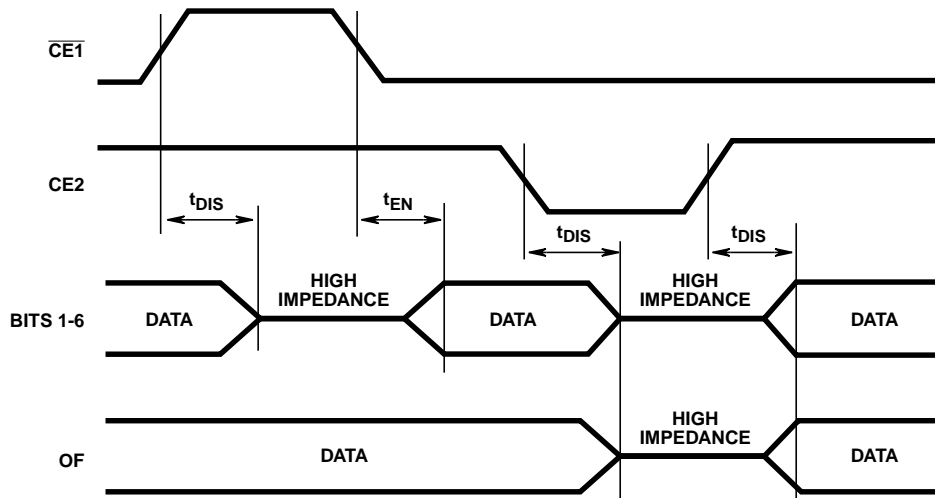 CE1
CE2
tDIS
tEN
tDIS
tDIS
HIGH
IMPEDANCE
HIGH
IMPEDANCE
BITS 1-6
DATA
DATA
DATA
HIGH
IMPEDANCE
OF
DATA
DATA